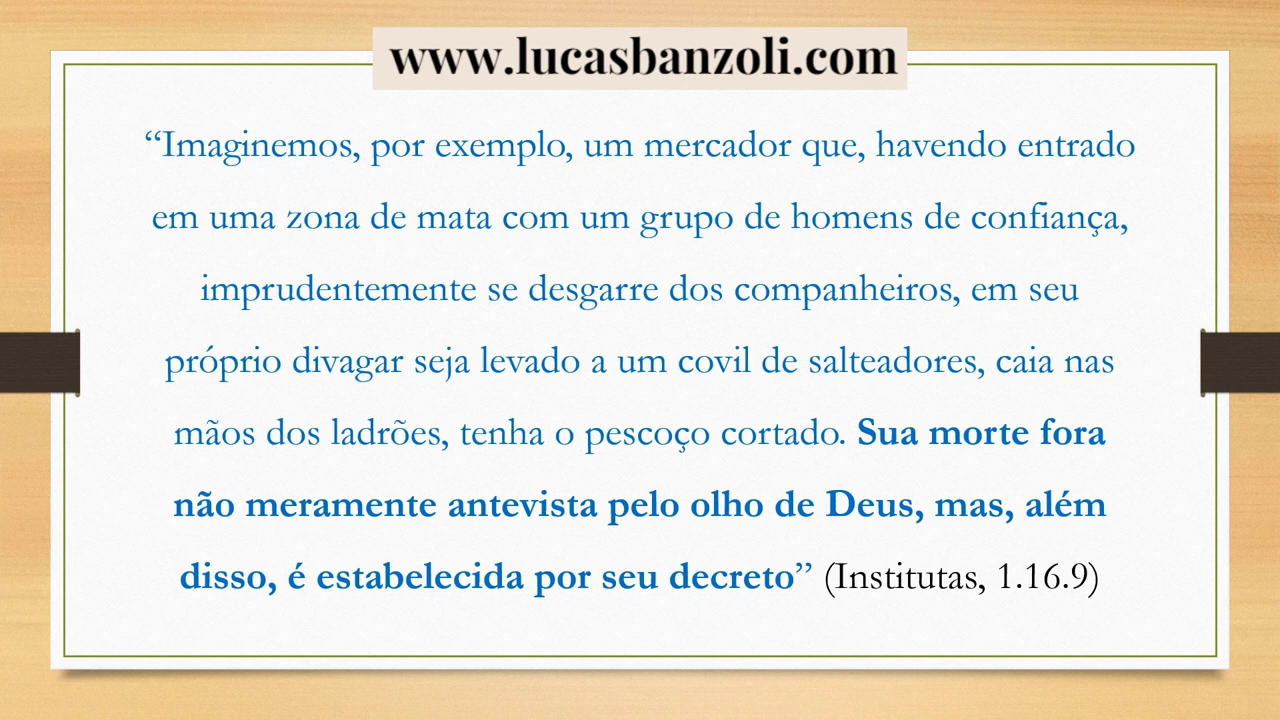 www.lucasbanzoli.com
“Imaginemos, por exemplo, um mercador que, havendo entrado
em uma zona de mata com um grupo de homens de confiança,
imprudentemente se desgarre dos companheiros, em seu
próprio divagar seja levado a um covil de salteadores, caia nas
mãos dos ladrões, tenha o pescoço cortado. Sua morte fora
não meramente antevista pelo olho de Deus, mas, além
disso, é estabelecida por seu decreto” (Institutas, 1.16.9)